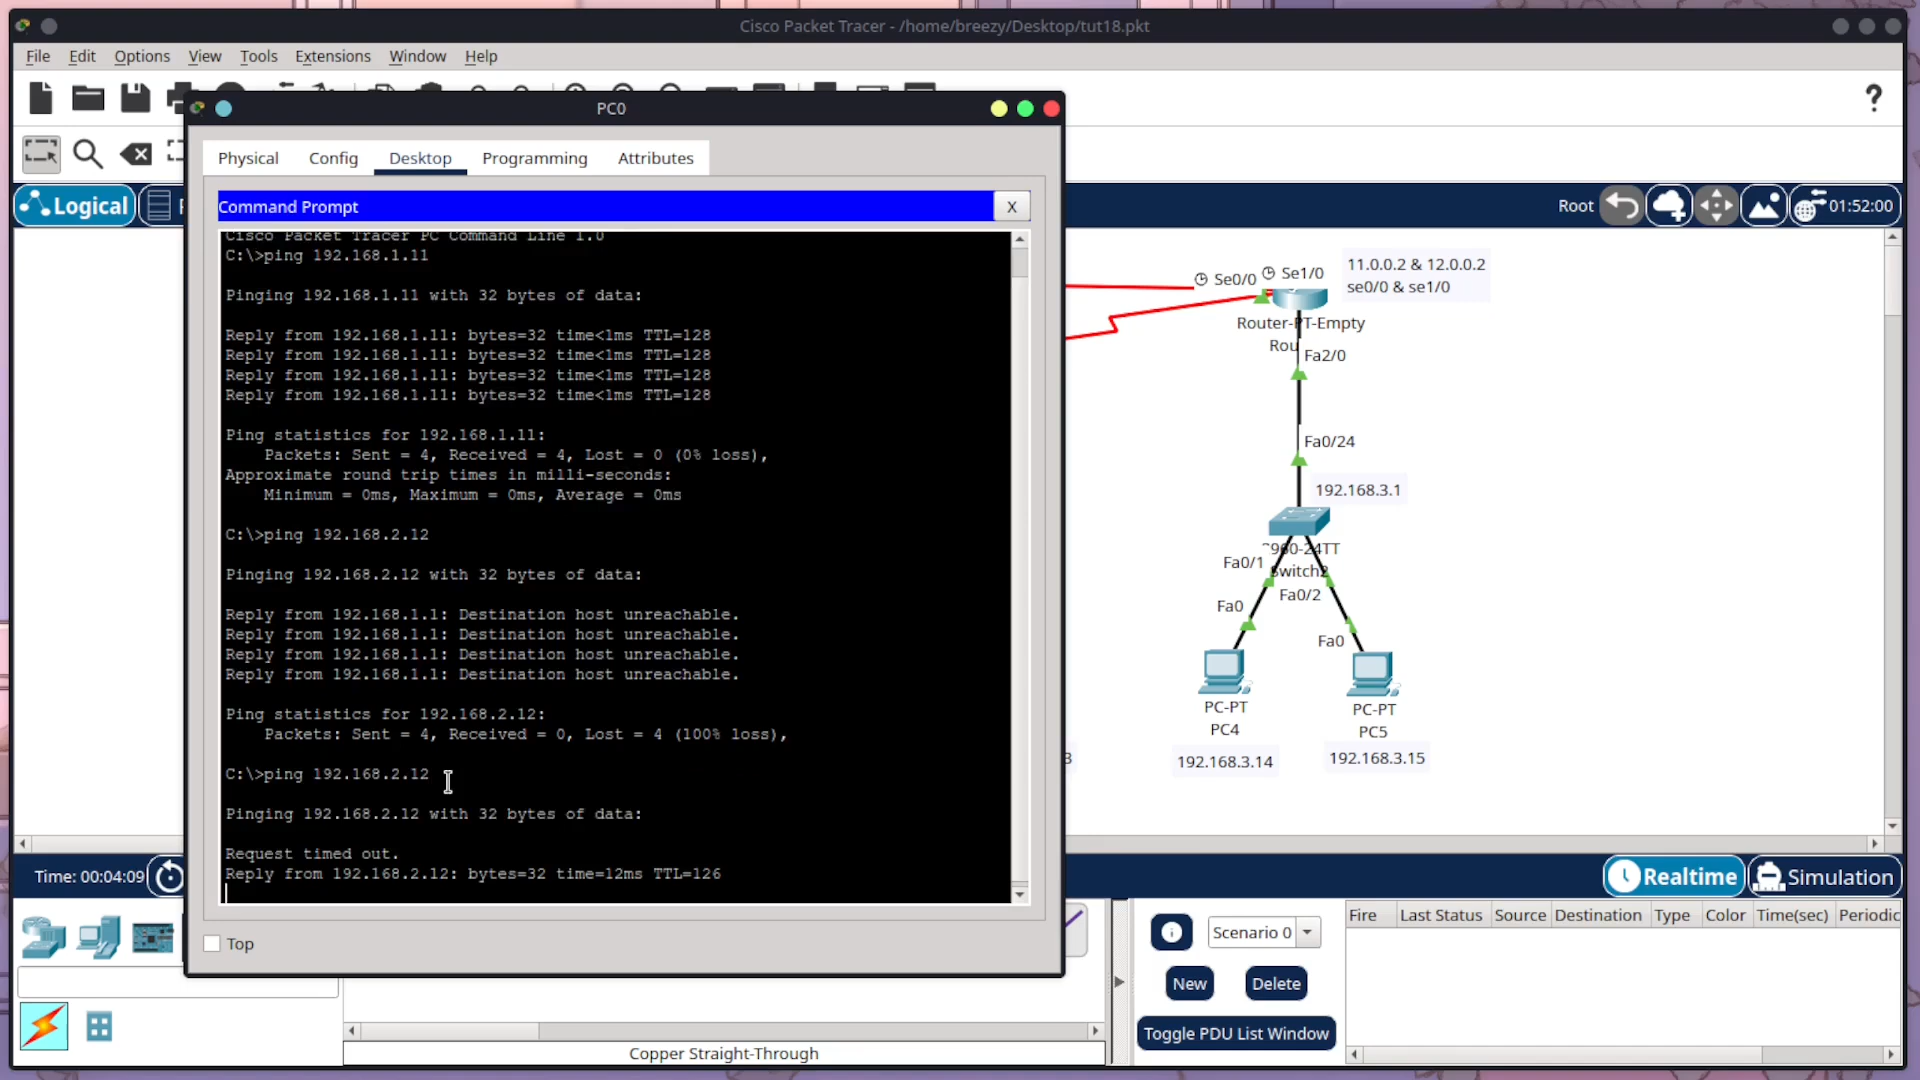 Cisco Packet Tracer - /home/breezy/Desktop/tut18.pkt
File Edit Options View Tools Extensions Window Help
?
PC0
Physical Config Desktop Programming Attributes
Command Prompt
X
Logical
Root
01:52:00
Cisco Packet Tracer PC Command Line 1.0
C:\>ping 192.168.1.11
Pinging 192.168.1.11 with 32 bytes of data:
Reply from 192.168.1.11: bytes=32 time<1ms TTL=128
Reply from 192.168.1.11: bytes=32 time<1ms TTL=128
Reply from 192.168.1.11: bytes=32 time<1ms TTL=128
Reply from 192.168.1.11: bytes=32 time<1ms TTL=128
Ping statistics for 192.168.1.11:
Packets: Sent = 4, Received = 4, Lost = 0 (0% loss),
Approximate round trip times in milli-seconds:
Minimum = 0ms, Maximum = 0ms, Average = 0ms
C:\>ping 192.168.2.12
Pinging 192.168.2.12 with 32 bytes of data:
Reply from 192.168.1.1: Destination host unreachable.
Reply from 192.168.1.1: Destination host unreachable.
Reply from 192.168.1.1: Destination host unreachable.
Reply from 192.168.1.1: Destination host unreachable.
Ping statistics for 192.168.2.12:
Packets: Sent = 4, Received = 0, Lost = 4 (100% loss),
C:\>ping 192.168.2.12
Pinging 192.168.2.12 with 32 bytes of data:
Request timed out.
Reply from 192.168.2.12: bytes=32 time=12ms TTL=126
Top
Se0/0 Se1/0
11.0.0.2 & 12.0.0.2
se0/0 & se1/0
Router-PT-Empty
Rou
Fa2/0
Fa0/24
192.168.3.1
960-24TT
Switch2
Fa0/1
Fa0/2
Fa0
Fa0
PC-PT
PC4
192.168.3.14
PC-PT
PC5
192.168.3.15
Time: 00:04:09
Realtime
Simulation
Scenario 0
New
Delete
Toggle PDU List Window
Fire Last Status Source Destination Type Color Time(sec) Periodic
Copper Straight-Through